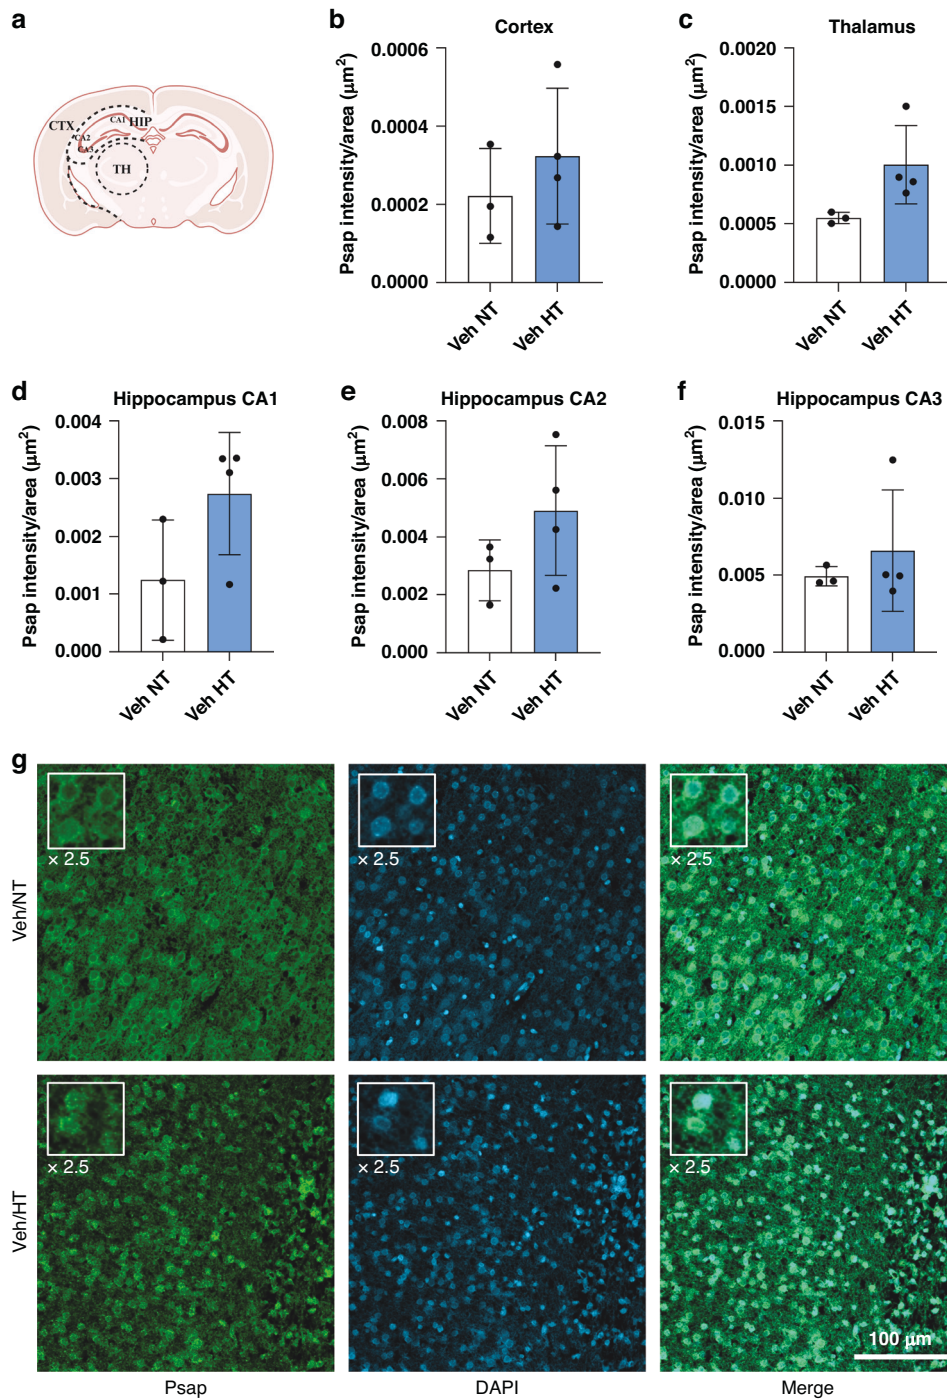 a
CTX
CA1
HIP
CA2
CA3
TH
b
Cortex
Psap intensity/area (μm²)
0.0006
0.0004
0.0002
0.0000
Veh NT
Veh HT
c
Thalamus
Psap intensity/area (μm²)
0.0020
0.0015
0.0010
0.0005
0.0000
Veh NT
Veh HT
d
Hippocampus CA1
Psap intensity/area (μm²)
0.004
0.003
0.002
0.001
0.000
Veh NT
Veh HT
e
Hippocampus CA2
Psap intensity/area (μm²)
0.008
0.006
0.004
0.002
0.000
Veh NT
Veh HT
f
Hippocampus CA3
Psap intensity/area (μm²)
0.015
0.010
0.005
0.000
Veh NT
Veh HT
g
Veh/NT
× 2.5
× 2.5
× 2.5
Veh/HT
× 2.5
× 2.5
× 2.5
100 μm
Psap
DAPI
Merge